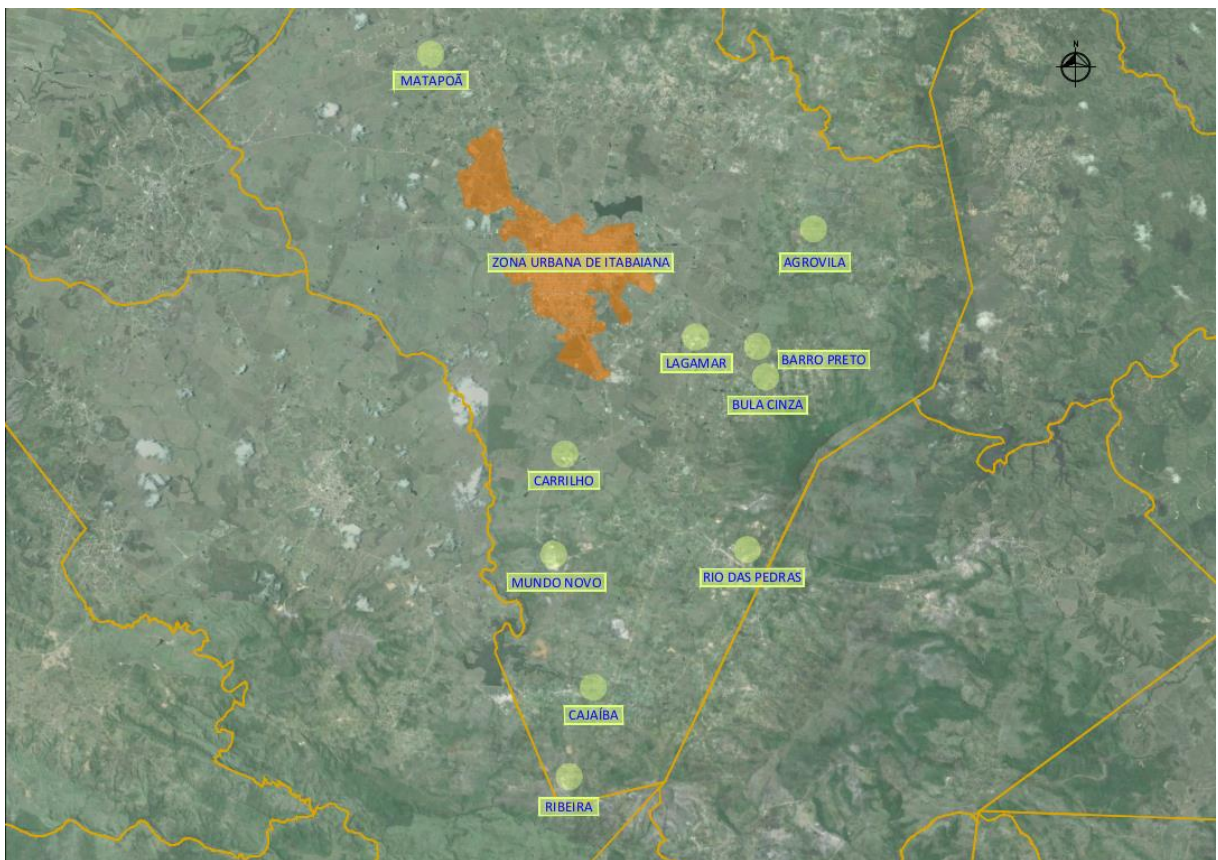 N
MATAPOÃ
ZONA URBANA DE ITABAIANA
AGROVILA
LAGAMAR
BARRO PRETO
BULA CINZA
CARRILHO
MUNDO NOVO
RIO DAS PEDRAS
CAJAÍBA
RIBEIRA